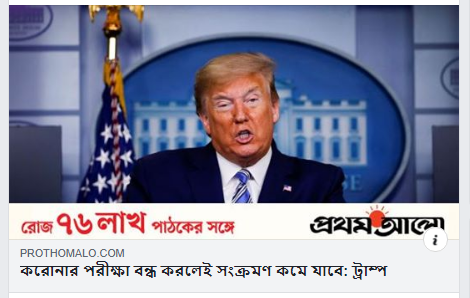 রোজ ৭৬ লাখ পাঠকের সঙ্গে
প্রথম আলো
i
PROTHOMALO.COM
করোনার পরীক্ষা বন্ধ করলেই সংক্রমণ কমে যাবে: ট্রাম্প